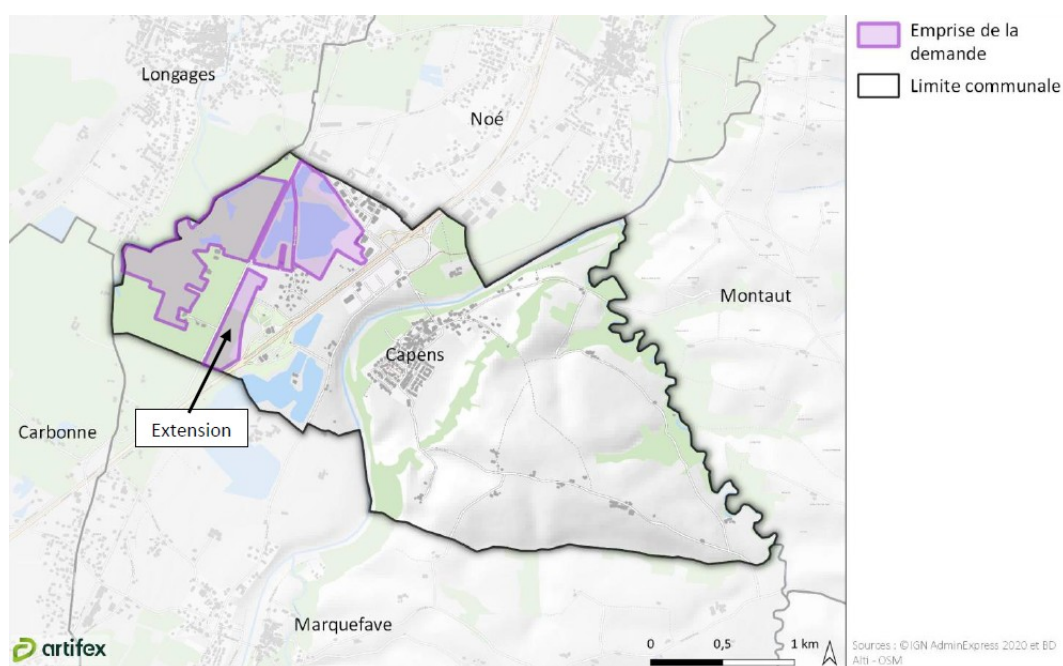 Emprise de la
demande
Limite communale
Longages
Noé
Montaut
Capens
Extension
Carbonne
Marquefave
artifex
0 0,5 1 km
Sources : © IGN AdminExpress 2020 et BD
Alti - OSM